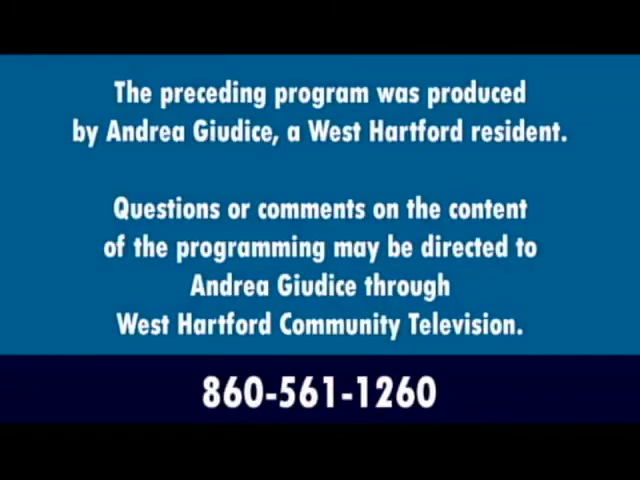 The preceding program was produced
by Andrea Giudice, a West Hartford resident.
Questions or comments on the content
of the programming may be directed to
Andrea Giudice through
West Hartford Community Television.
860-561-1260